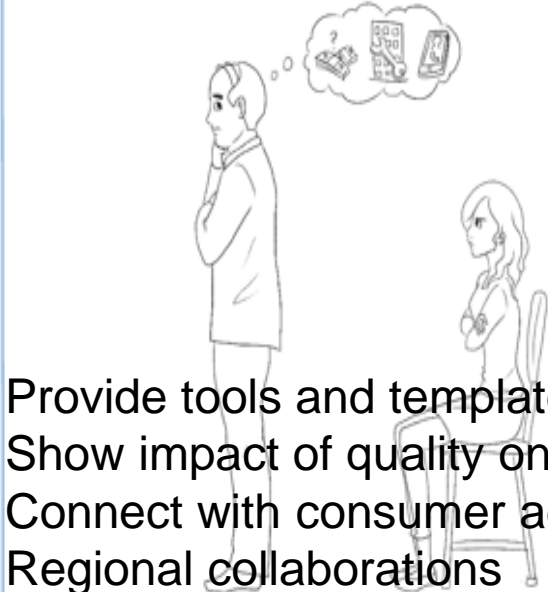 ?
Provide tools and templat
Show impact of quality on
Connect with consumer a
Regional collaborations